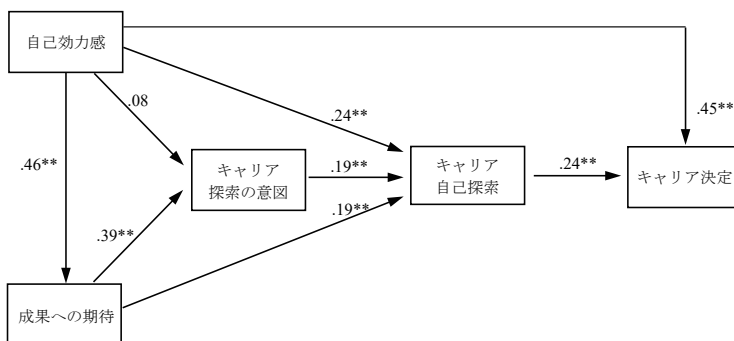 自己効力感
.08
.24**
.45**
.46**
キャリア
探索の意図
.19**
キャリア
自己探索
.24**
キャリア決定
.19**
.39**
成果への期待